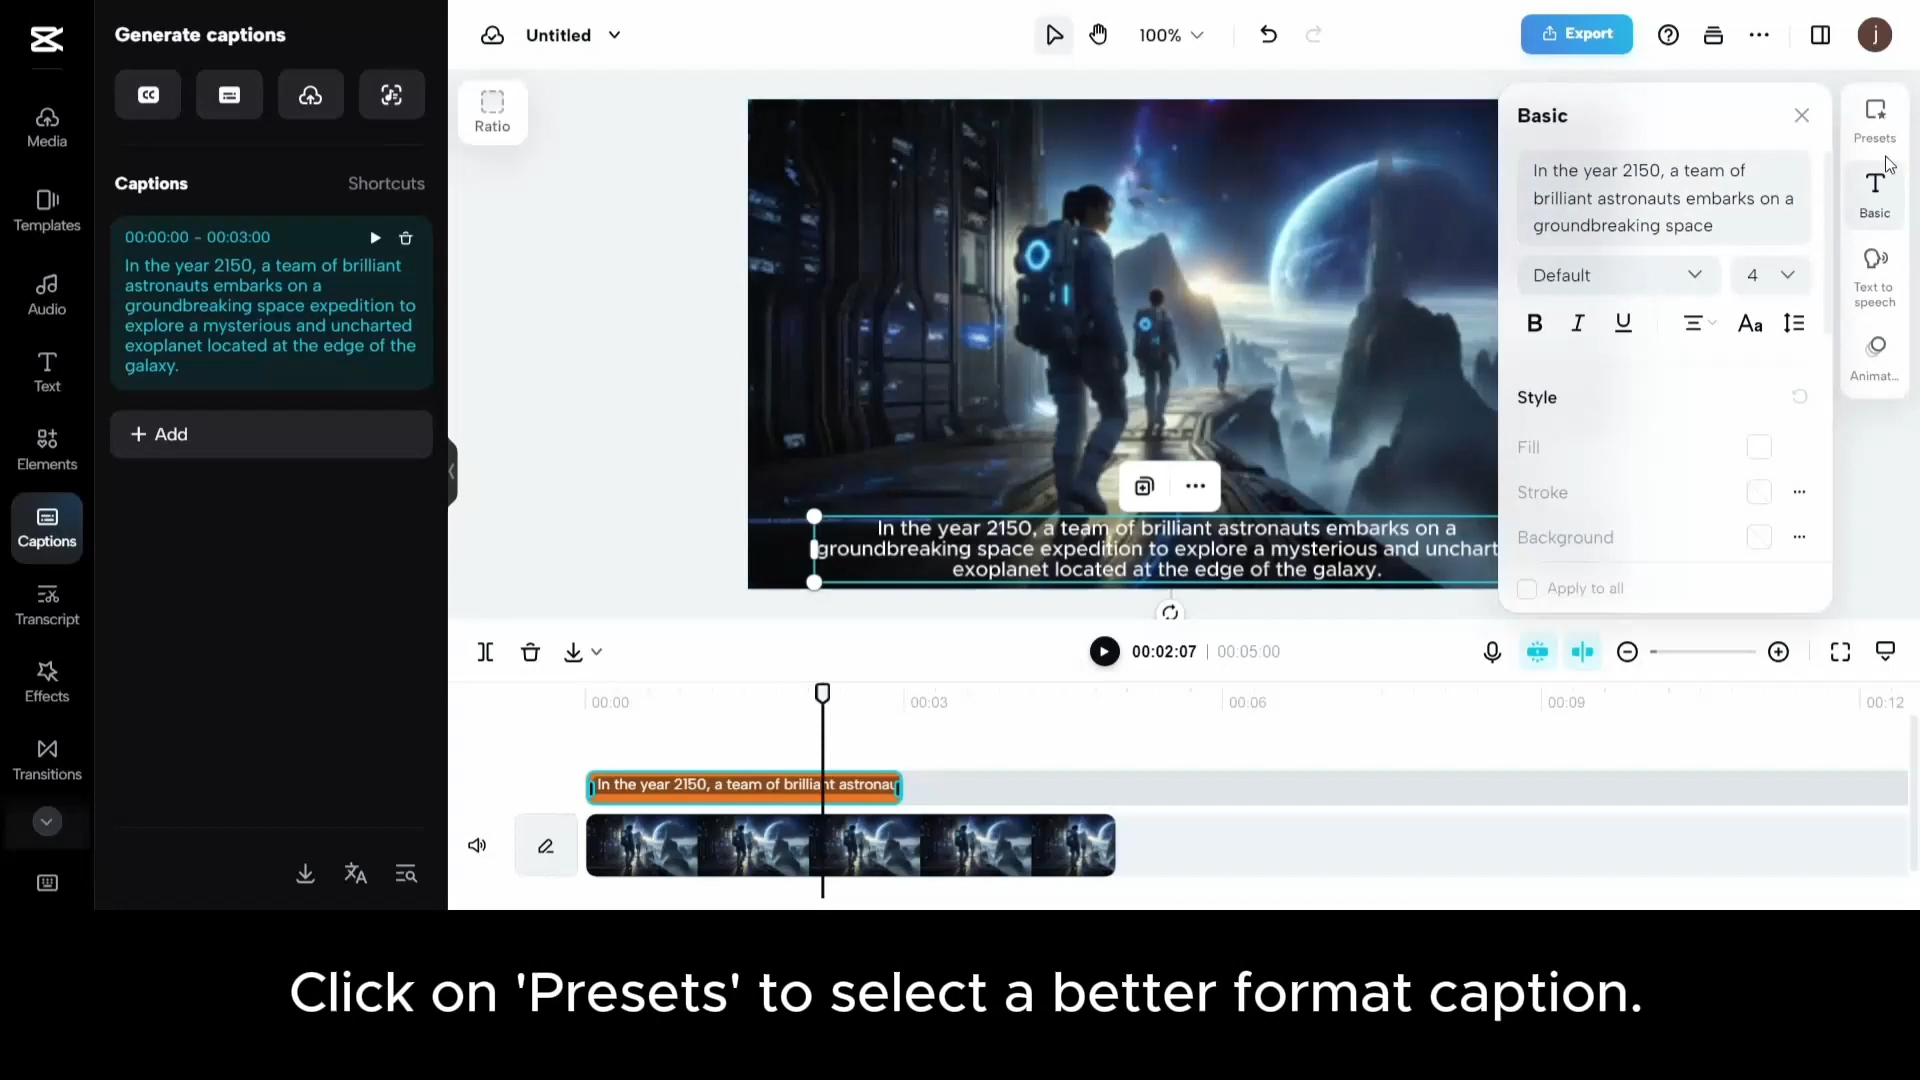 Generate captions
Untitled
100%
Export
j
Media
Templates
Audio
Text
Elements
Captions
Transcript
Effects
Transitions
CC
Captions
Shortcuts
00:00:00 - 00:03:00
In the year 2150, a team of brilliant
astronauts embarks on a
groundbreaking space expedition to
explore a mysterious and uncharted
exoplanet located at the edge of the
galaxy.
+ Add
Ratio
In the year 2150, a team of brilliant astronauts embarks on a
groundbreaking space expedition to explore a mysterious and unchart
exoplanet located at the edge of the galaxy.
Basic
In the year 2150, a team of
brilliant astronauts embarks on a
groundbreaking space
Default
4
B I U Aa
Style
Fill
Stroke
Background
Apply to all
Presets
Basic
Text to
speech
Animat...
00:02:07 | 00:05:00
00:00
00:03
00:06
00:09
00:12
In the year 2150, a team of brilliant astronau
Click on 'Presets' to select a better format caption.